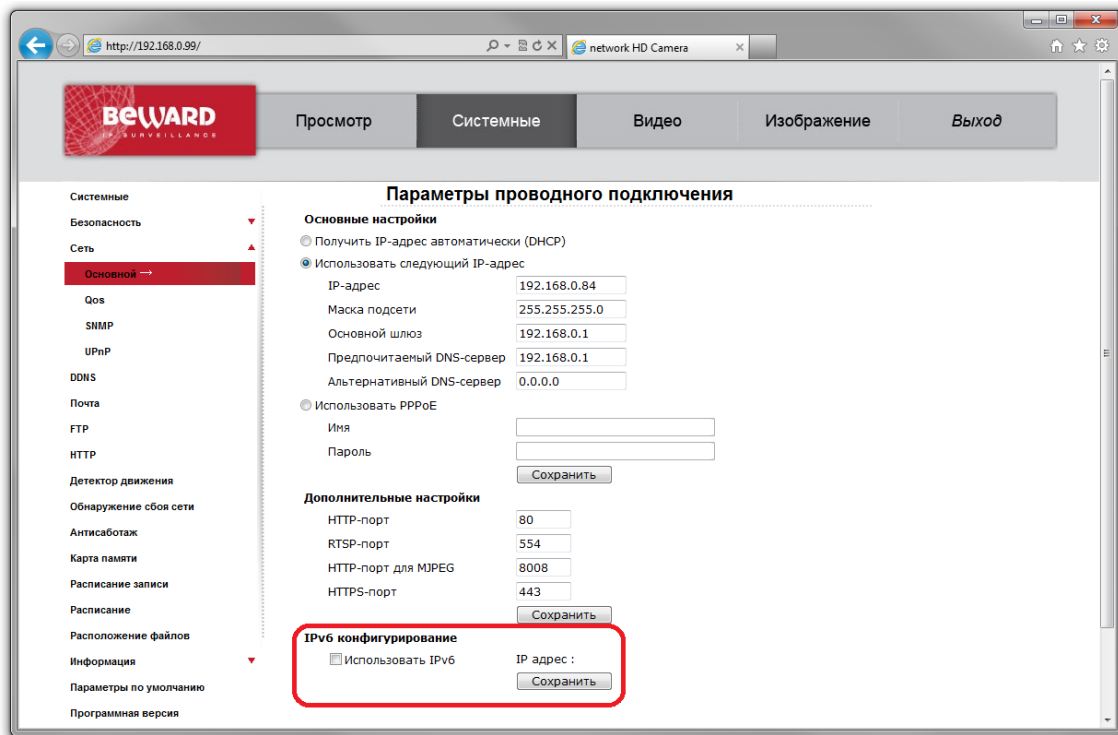 http://192.168.0.99/
network HD Camera
BEWARD
IP SURVEILLANCE
Просмотр
Системные
Видео
Изображение
Выход
Системные
Безопасность
Сеть
Основной →
Qos
SNMP
UPnP
DDNS
Почта
FTP
HTTP
Детектор движения
Обнаружение сбоя сети
Антисаботаж
Карта памяти
Расписание записи
Расписание
Расположение файлов
Информация
Параметры по умолчанию
Программная версия
Параметры проводного подключения
Основные настройки
Получить IP-адрес автоматически (DHCP)
Использовать следующий IP-адрес
IP-адрес 192.168.0.84
Маска подсети 255.255.255.0
Основной шлюз 192.168.0.1
Предпочитаемый DNS-сервер 192.168.0.1
Альтернативный DNS-сервер 0.0.0.0
Использовать PPPoE
Имя
Пароль
Сохранить
Дополнительные настройки
HTTP-порт 80
RTSP-порт 554
HTTP-порт для MJPEG 8008
HTTPS-порт 443
Сохранить
IPv6 конфигурирование
Использовать IPv6 IP адрес :
Сохранить